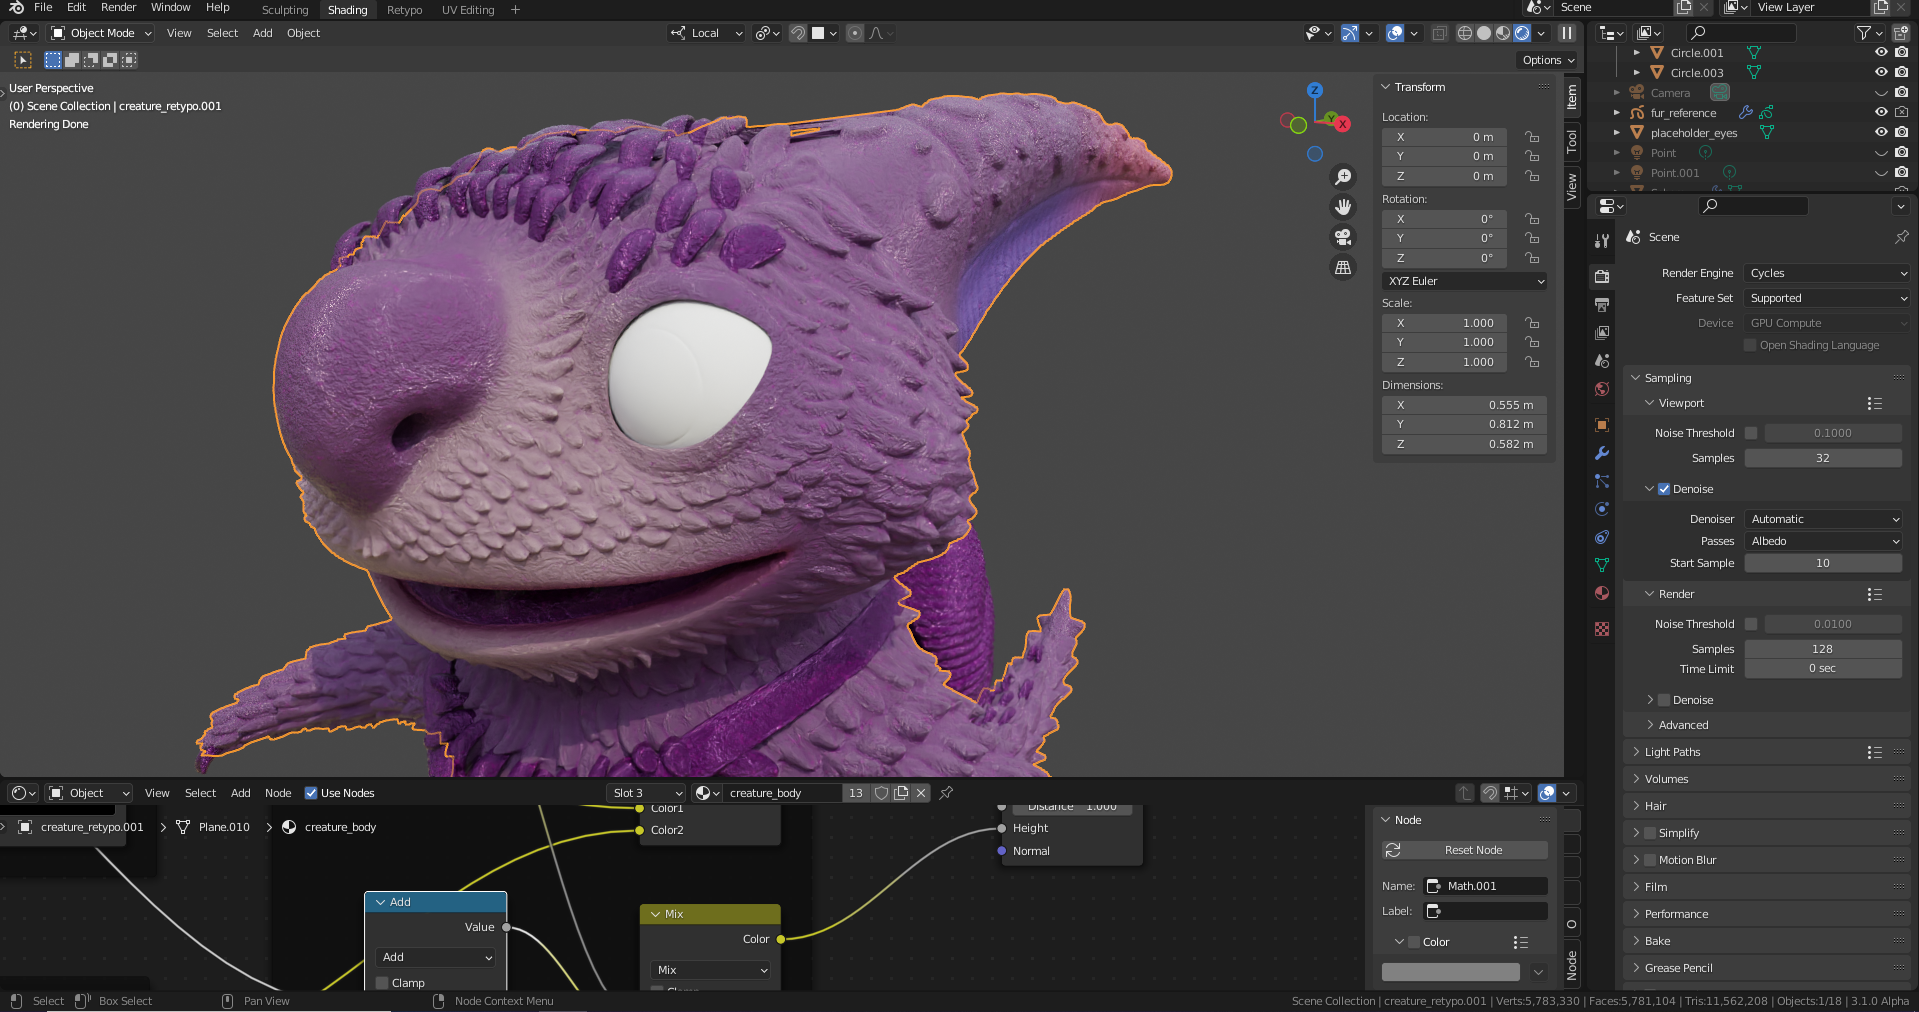 File Edit Render Window Help Sculpting Shading Retypo UV Editing + Scene View Layer
Object Mode View Select Add Object Local
Options
User Perspective
(0) Scene Collection | creature_retypo.001
Rendering Done
Z
Y
X
Transform
Location:
X 0 m
Y 0 m
Z 0 m
Rotation:
X 0°
Y 0°
Z 0°
XYZ Euler
Scale:
X 1.000
Y 1.000
Z 1.000
Dimensions:
X 0.555 m
Y 0.812 m
Z 0.582 m
Item
Tool
View
Circle.001
Circle.003
Camera
fur_reference
placeholder_eyes
Point
Point.001
Scene
Render Engine Cycles
Feature Set Supported
Device GPU Compute
Open Shading Language
Sampling
Viewport
Noise Threshold 0.1000
Samples 32
Denoise
Denoiser Automatic
Passes Albedo
Start Sample 10
Render
Noise Threshold 0.0100
Samples 128
Time Limit 0 sec
Denoise
Advanced
Light Paths
Volumes
Hair
Simplify
Motion Blur
Film
Performance
Bake
Grease Pencil
Object View Select Add Node Use Nodes Slot 3 creature_body 13
creature_retypo.001 Plane.010 creature_body
Color1
Color2
Distance 1.000
Height
Normal
Add
Value
Add
Clamp
Mix
Color
Mix
Node
Reset Node
Name: Math.001
Label:
Color
Node
Select Box Select Pan View Node Context Menu
Scene Collection | creature_retypo.001 | Verts:5,783,330 | Faces:5,781,104 | Tris:11,562,208 | Objects:1/18 | 3.1.0 Alpha